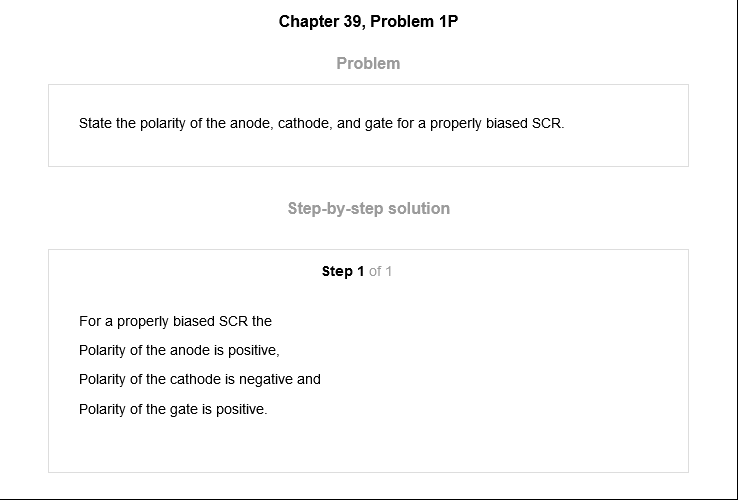 Chapter 39, Problem 1P
Problem
State the polarity of the anode, cathode, and gate for a properly biased SCR.
Step-by-step solution
Step 1 of 1
For a properly biased SCR the
Polarity of the anode is positive,
Polarity of the cathode is negative and
Polarity of the gate is positive.